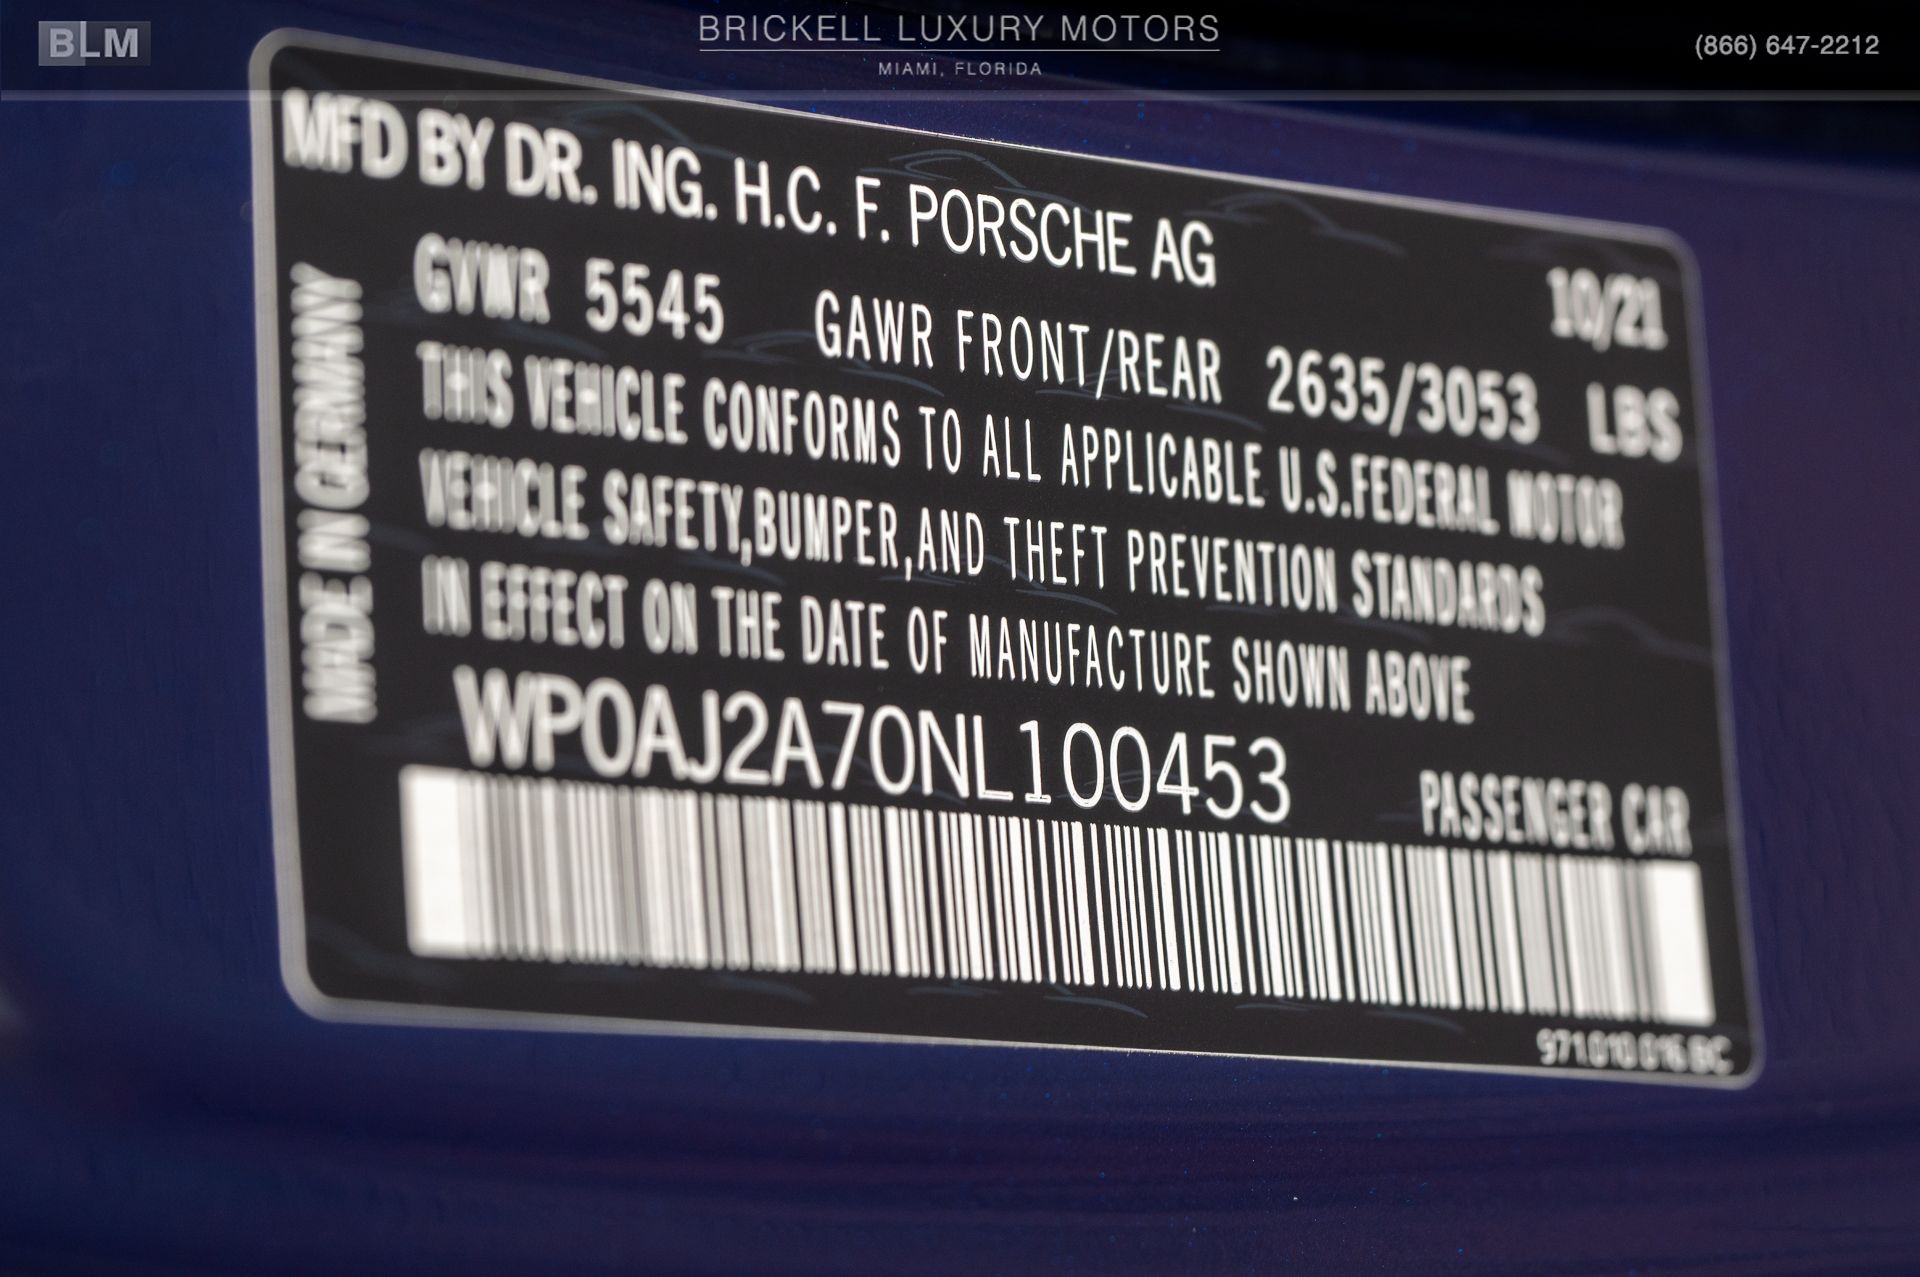 BLM
BRICKELL LUXURY MOTORS
MIAMI, FLORIDA
(866) 647-2212
MFD BY DR. ING. H.C. F. PORSCHE AG
10/21
GVWR 5545 GAWR FRONT/REAR 2635/3053 LBS
THIS VEHICLE CONFORMS TO ALL APPLICABLE U.S.FEDERAL MOTOR
VEHICLE SAFETY,BUMPER,AND THEFT PREVENTION STANDARDS
IN EFFECT ON THE DATE OF MANUFACTURE SHOWN ABOVE
MADE IN GERMANY
WP0AJ2A70NL100453
PASSENGER CAR
971.010.016.BC